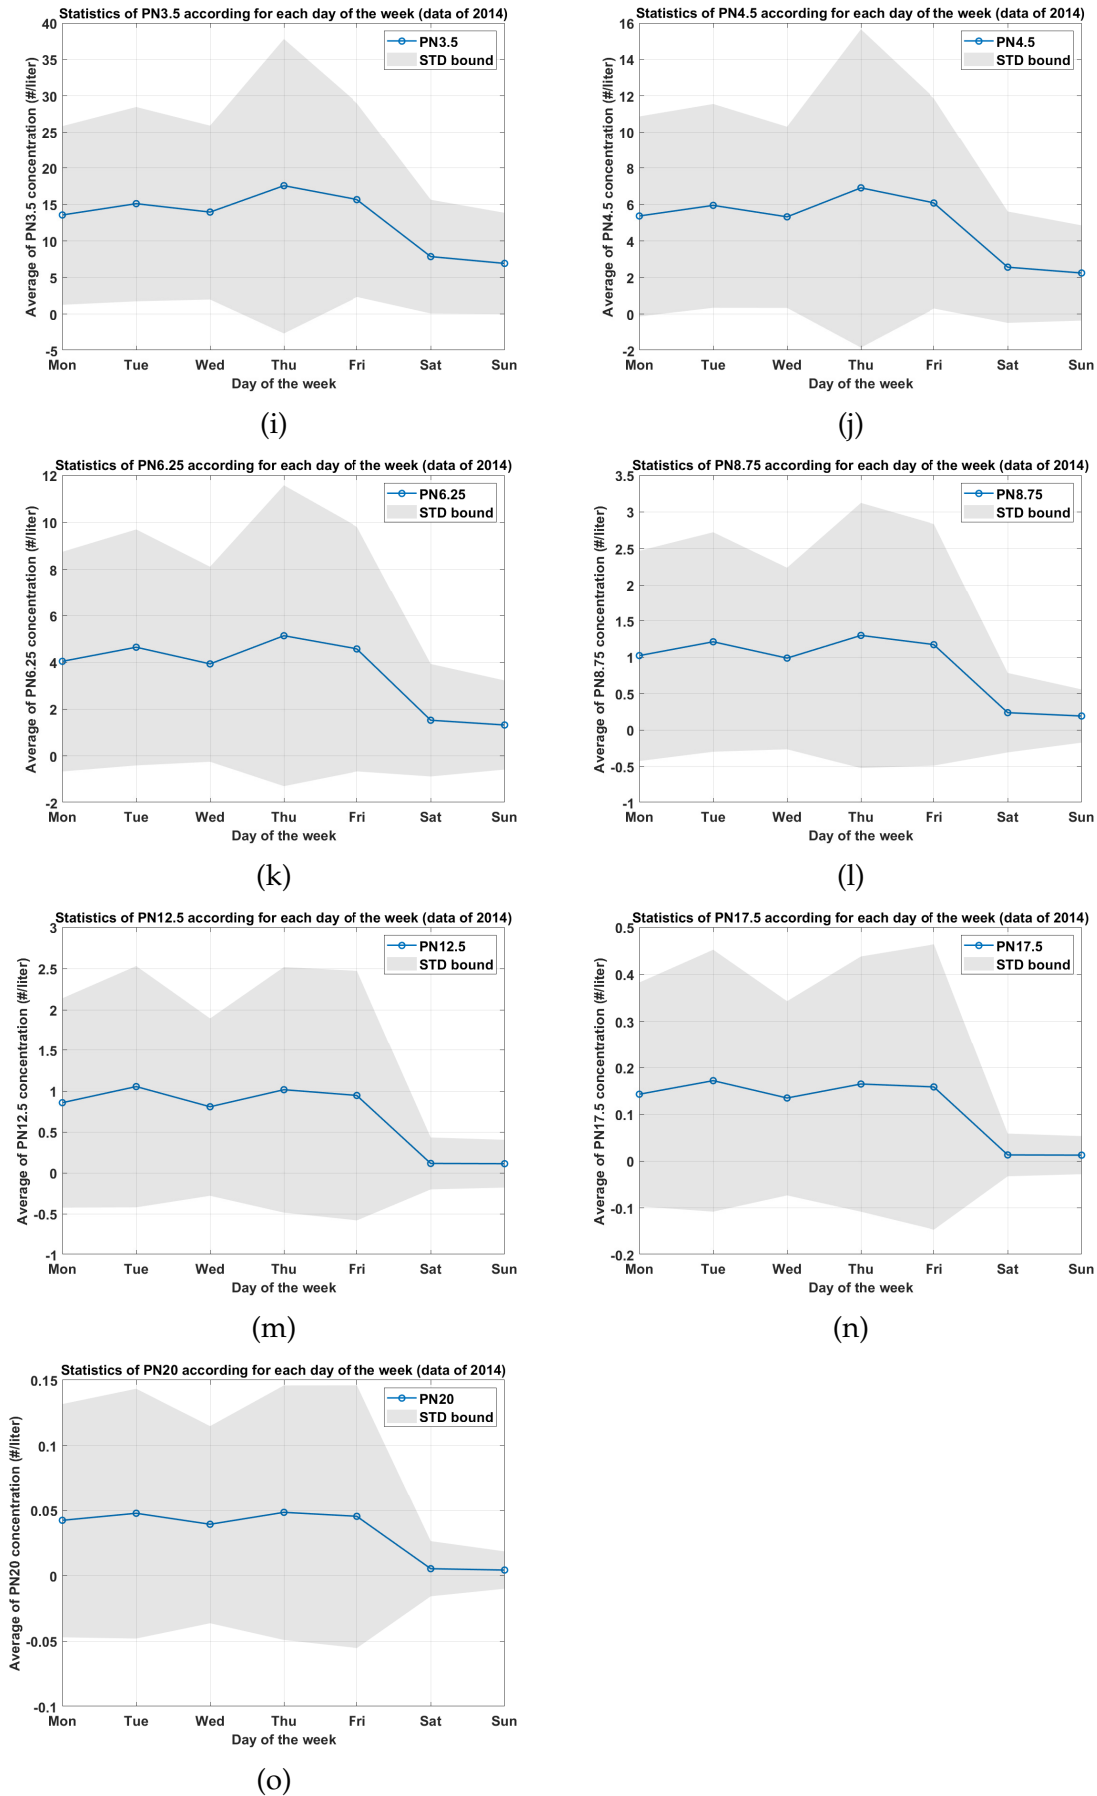 Statistics of PN3.5 according for each day of the week (data of 2014)
Average of PN3.5 concentration (#/liter)
40
35
30
25
20
15
10
5
0
-5
PN3.5
STD bound
Mon Tue Wed Thu Fri Sat Sun
Day of the week
(i)
Statistics of PN4.5 according for each day of the week (data of 2014)
Average of PN4.5 concentration (#/liter)
16
14
12
10
8
6
4
2
0
-2
PN4.5
STD bound
Mon Tue Wed Thu Fri Sat Sun
Day of the week
(j)
Statistics of PN6.25 according for each day of the week (data of 2014)
Average of PN6.25 concentration (#/liter)
12
10
8
6
4
2
0
-2
PN6.25
STD bound
Mon Tue Wed Thu Fri Sat Sun
Day of the week
(k)
Statistics of PN8.75 according for each day of the week (data of 2014)
Average of PN8.75 concentration (#/liter)
3.5
3
2.5
2
1.5
1
0.5
0
-0.5
-1
PN8.75
STD bound
Mon Tue Wed Thu Fri Sat Sun
Day of the week
(l)
Statistics of PN12.5 according for each day of the week (data of 2014)
Average of PN12.5 concentration (#/liter)
3
2.5
2
1.5
1
0.5
0
-0.5
-1
PN12.5
STD bound
Mon Tue Wed Thu Fri Sat Sun
Day of the week
(m)
Statistics of PN17.5 according for each day of the week (data of 2014)
Average of PN17.5 concentration (#/liter)
0.5
0.4
0.3
0.2
0.1
0
-0.1
-0.2
PN17.5
STD bound
Mon Tue Wed Thu Fri Sat Sun
Day of the week
(n)
Statistics of PN20 according for each day of the week (data of 2014)
Average of PN20 concentration (#/liter)
0.15
0.1
0.05
0
-0.05
-0.1
PN20
STD bound
Mon Tue Wed Thu Fri Sat Sun
Day of the week
(o)